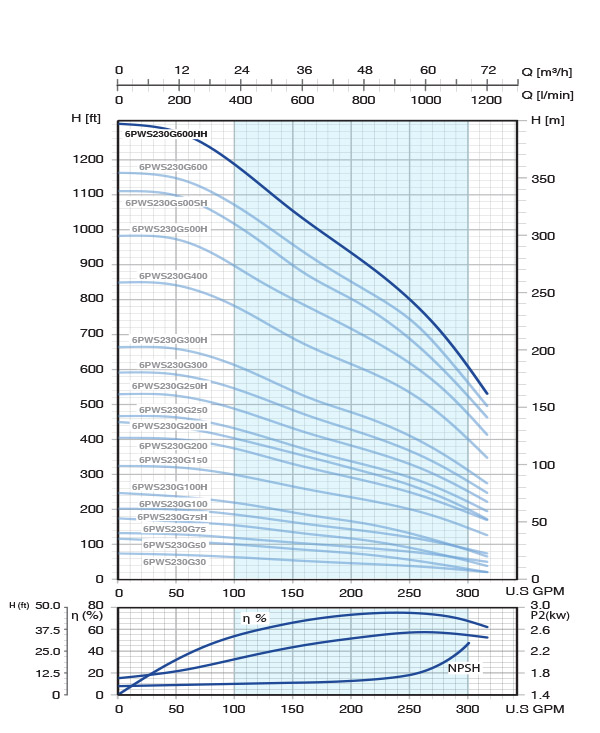 0 12 24 36 48 60 72 Q [m³/h]
0 200 400 600 800 1000 1200 Q [l/min]
H [ft] H [m]
6PWS230G600HH
1200
6PWS230G600
350
1100
6PWS230Gs00SH
1000
6PWS230Gs00H
300
900
6PWS230G400
250
800
700
6PWS230G300H
200
600
6PWS230G300
6PWS230G2s0H
500
6PWS230G2s0
150
6PWS230G200H
400
6PWS230G200
6PWS230G1s0
100
300
6PWS230G100H
200
6PWS230G100
6PWS230G7sH
50
6PWS230G7s
100
6PWS230Gs0
6PWS230G30
0 0
0 50 100 150 200 250 300 U.S GPM
H (ft) 50.0 80 3.0
η (%) η % P2(kw)
37.5 60 2.6
25.0 40 2.2
NPSH
12.5 20 1.8
0 0 1.4
0 50 100 150 200 250 300 U.S GPM